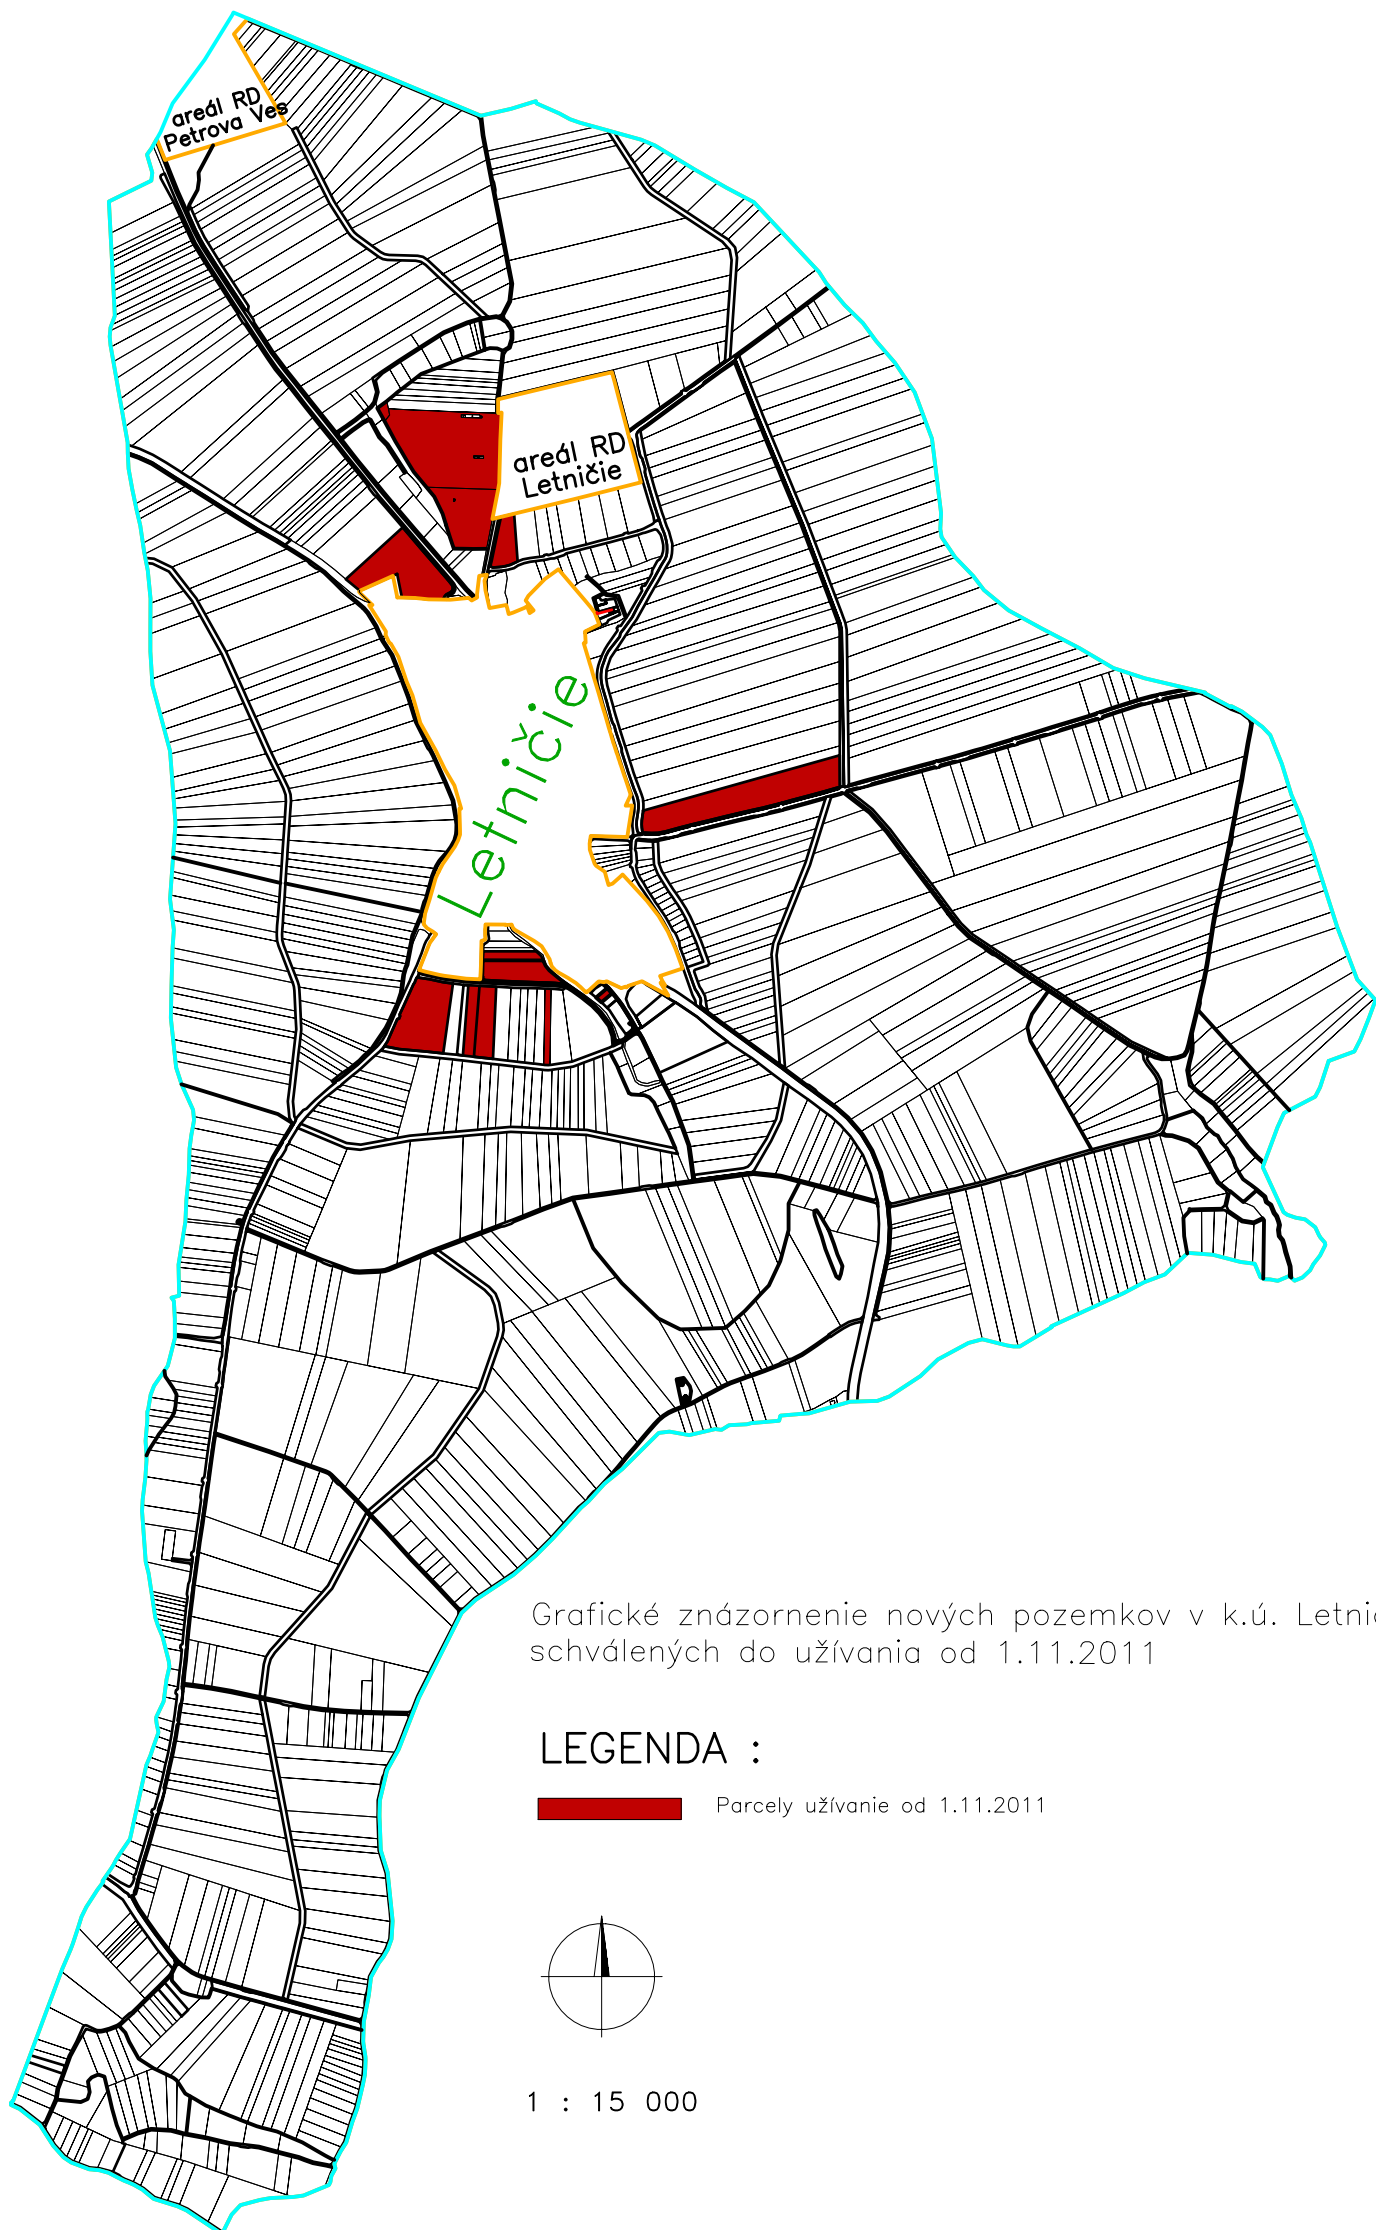 areál RD
Petrova Ves
areál RD
Letničie
Letničie
Grafické znázornenie nových pozemkov v k.ú.
schválených do užívania od 1.11.2011
LEGENDA :
Parcely užívanie od 1.11.2011
1 : 15 000